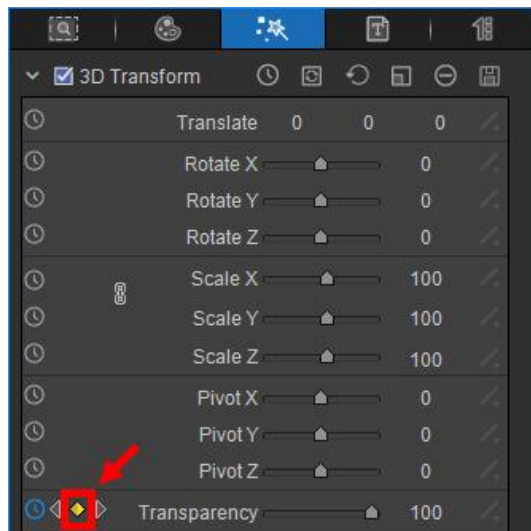 3D Transform
Translate 0 0 0
Rotate X 0
Rotate Y 0
Rotate Z 0
Scale X 100
Scale Y 100
Scale Z 100
Pivot X 0
Pivot Y 0
Pivot Z 0
Transparency 100